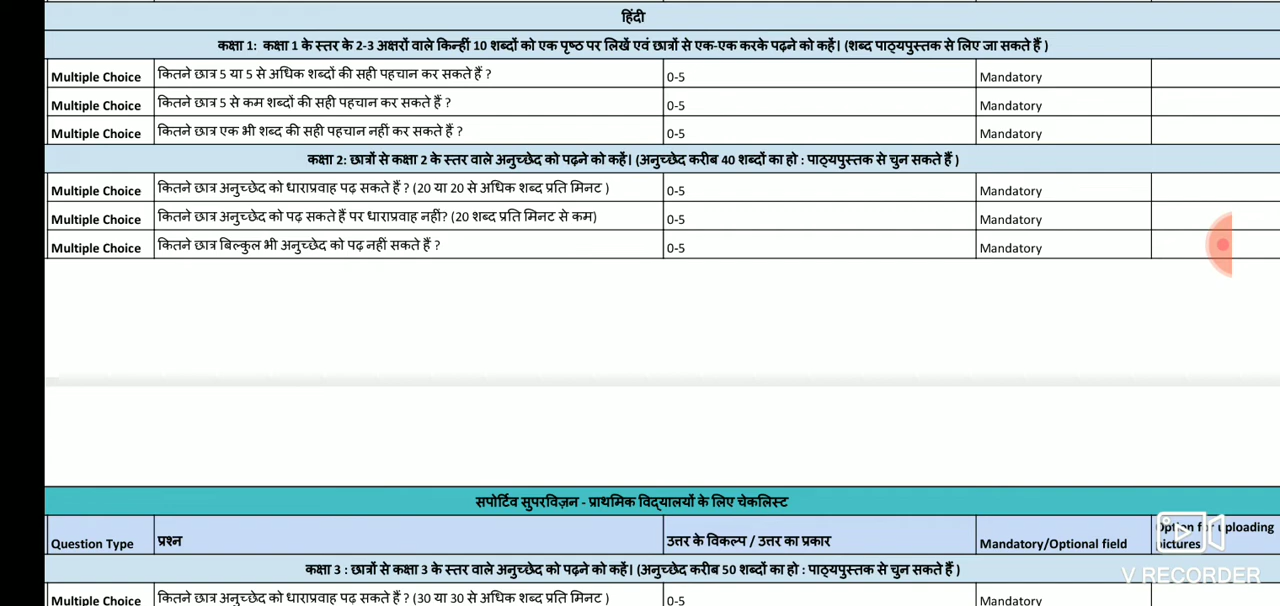 हिंदी
कक्षा 1:  कक्षा 1 के स्तर के 2-3 अक्षरों वाले किन्हीं 10 शब्दों को एक पृष्ठ पर लिखें एवं छात्रों से एक-एक करके पढ़ने को कहें। (शब्द पाठ्यपुस्तक से लिए जा सकते हैं )
Multiple Choice कितने छात्र 5 या 5 से अधिक शब्दों की सही पहचान कर सकते हैं ? 0-5 Mandatory
Multiple Choice कितने छात्र 5 से कम शब्दों की सही पहचान कर सकते हैं ? 0-5 Mandatory
Multiple Choice कितने छात्र एक भी शब्द की सही पहचान नहीं कर सकते हैं ? 0-5 Mandatory
कक्षा 2: छात्रों से कक्षा 2 के स्तर वाले अनुच्छेद को पढ़ने को कहें। (अनुच्छेद करीब 40 शब्दों का हो : पाठ्यपुस्तक से चुन सकते हैं )
Multiple Choice कितने छात्र अनुच्छेद को धाराप्रवाह पढ़ सकते हैं ? (20 या 20 से अधिक शब्द प्रति मिनट ) 0-5 Mandatory
Multiple Choice कितने छात्र अनुच्छेद को पढ़ सकते हैं पर धाराप्रवाह नहीं? (20 शब्द प्रति मिनट से कम) 0-5 Mandatory
Multiple Choice कितने छात्र बिल्कुल भी अनुच्छेद को पढ़ नहीं सकते हैं ? 0-5 Mandatory
सपोर्टिव सुपरविज़न - प्राथमिक विद्यालयों के लिए चेकलिस्ट
Question Type प्रश्न उत्तर के विकल्प / उत्तर का प्रकार Mandatory/Optional field Option for uploading pictures
कक्षा 3 : छात्रों से कक्षा 3 के स्तर वाले अनुच्छेद को पढ़ने को कहें। (अनुच्छेद करीब 50 शब्दों का हो : पाठ्यपुस्तक से चुन सकते हैं )
Multiple Choice कितने छात्र अनुच्छेद को धाराप्रवाह पढ़ सकते हैं ? (30 या 30 से अधिक शब्द प्रति मिनट ) 0-5 Mandatory
V RECORDER